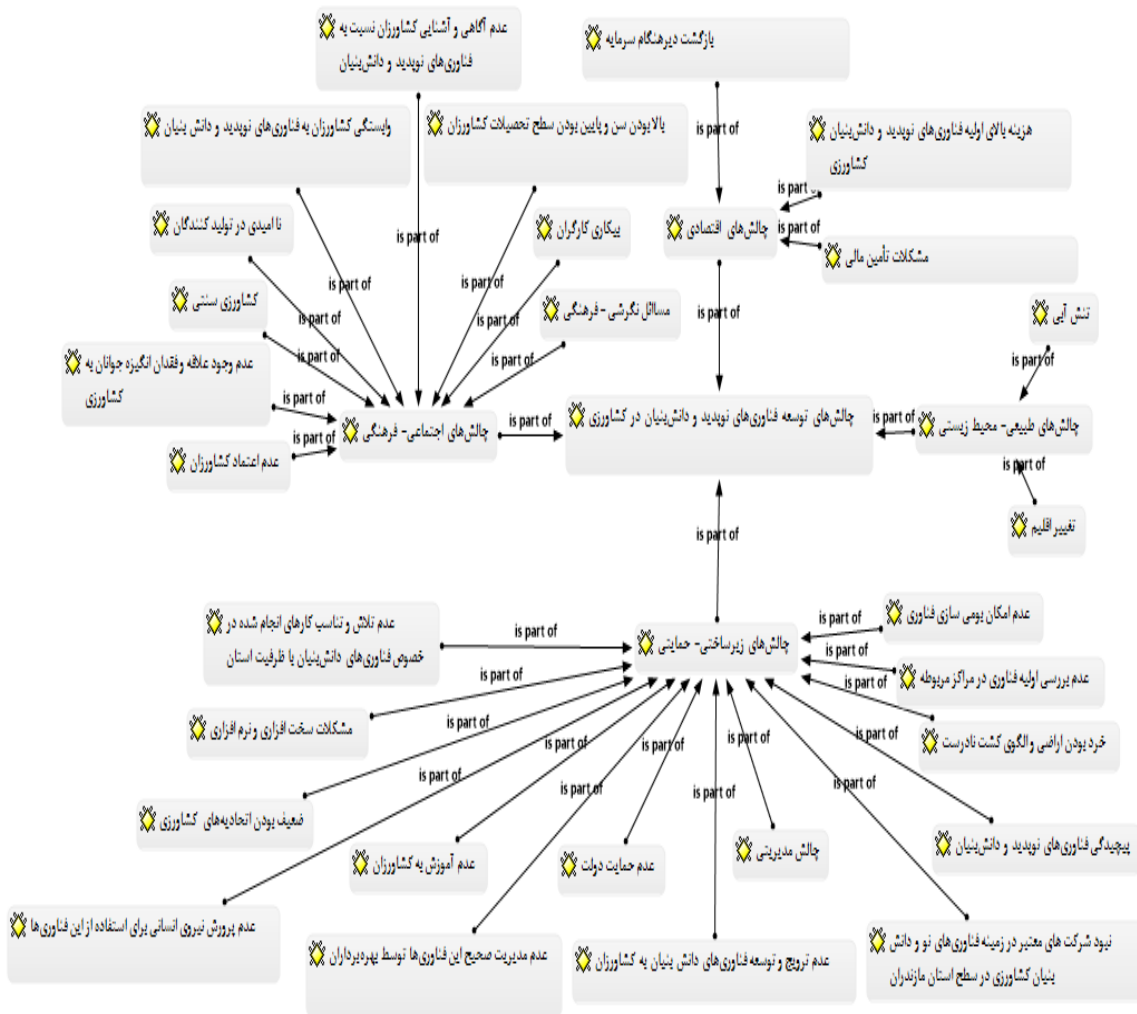 عدم آگاهی و آشنایی کشاورزان نسبت به
فناوری‌های نوپدید و دانش‌بنیان
بازگشت دیرهنگام سرمایه
وابستگی کشاورزان به فناوری‌های نوپدید و دانش بنیان
بالا بودن سن و پایین بودن سطح تحصیلات کشاورزان
هزینه بالای اولیه فناوری‌های نوپدید و دانش‌بنیان
کشاورزی
is part of
is part of
is part of
نا امیدی در تولید کنندگان
بیکاری کارگران
چالش‌های اقتصادی
is part of
is part of
is part of
مشکلات تأمین مالی
is part of
is part of
is part of
کشاورزی سنتی
مسائل نگرشی - فرهنگی
تنش آبی
is part of
is part of
is part of
is part of
عدم وجود علاقه و فقدان انگیزه جوانان به
کشاورزی
is part of
is part of
چالش‌های اجتماعی - فرهنگی
is part of
چالش‌های توسعه فناوری‌های نوپدید و دانش‌بنیان در کشاورزی
is part of
چالش‌های طبیعی - محیط زیستی
is part of
عدم اعتماد کشاورزان
is part of
تغییر اقلیم
is part of
عدم تلاش و تناسب کارهای انجام شده در
خصوص فناوری‌های دانش‌بنیان با ظرفیت استان
is part of
چالش‌های زیرساختی - حمایتی
is part of
عدم امکان بومی سازی فناوری
is part of
is part of
عدم بررسی اولیه فناوری در مراکز مربوطه
مشکلات سخت افزاری و نرم افزاری
is part of
is part of
خرد بودن اراضی و الگوی کشت نادرست
is part of
is part of
is part of
is part of
is part of
is part of
is part of
is part of
ضعیف بودن اتحادیه‌های کشاورزی
عدم آموزش به کشاورزان
عدم حمایت دولت
چالش مدیریتی
پیچیدگی فناوری‌های نوپدید و دانش‌بنیان
عدم پرورش نیروی انسانی برای استفاده از این فناوری‌ها
عدم مدیریت صحیح این فناوری‌ها توسط بهره‌برداران
عدم ترویج و توسعه فناوری‌های دانش بنیان به کشاورزان
نبود شرکت های معتبر در زمینه فناوری‌های نو و دانش
بنیان کشاورزی در سطح استان مازندران